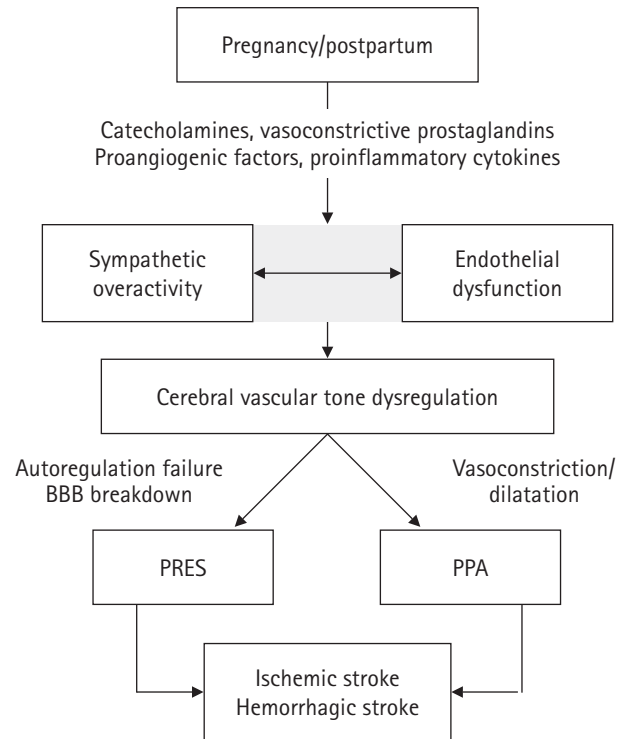 Pregnancy/postpartum
Catecholamines, vasoconstrictive prostaglandins
Proangiogenic factors, proinflammatory cytokines
Sympathetic
overactivity
Endothelial
dysfunction
Cerebral vascular tone dysregulation
Autoregulation failure
BBB breakdown
Vasoconstriction/
dilatation
PRES
PPA
Ischemic stroke
Hemorrhagic stroke